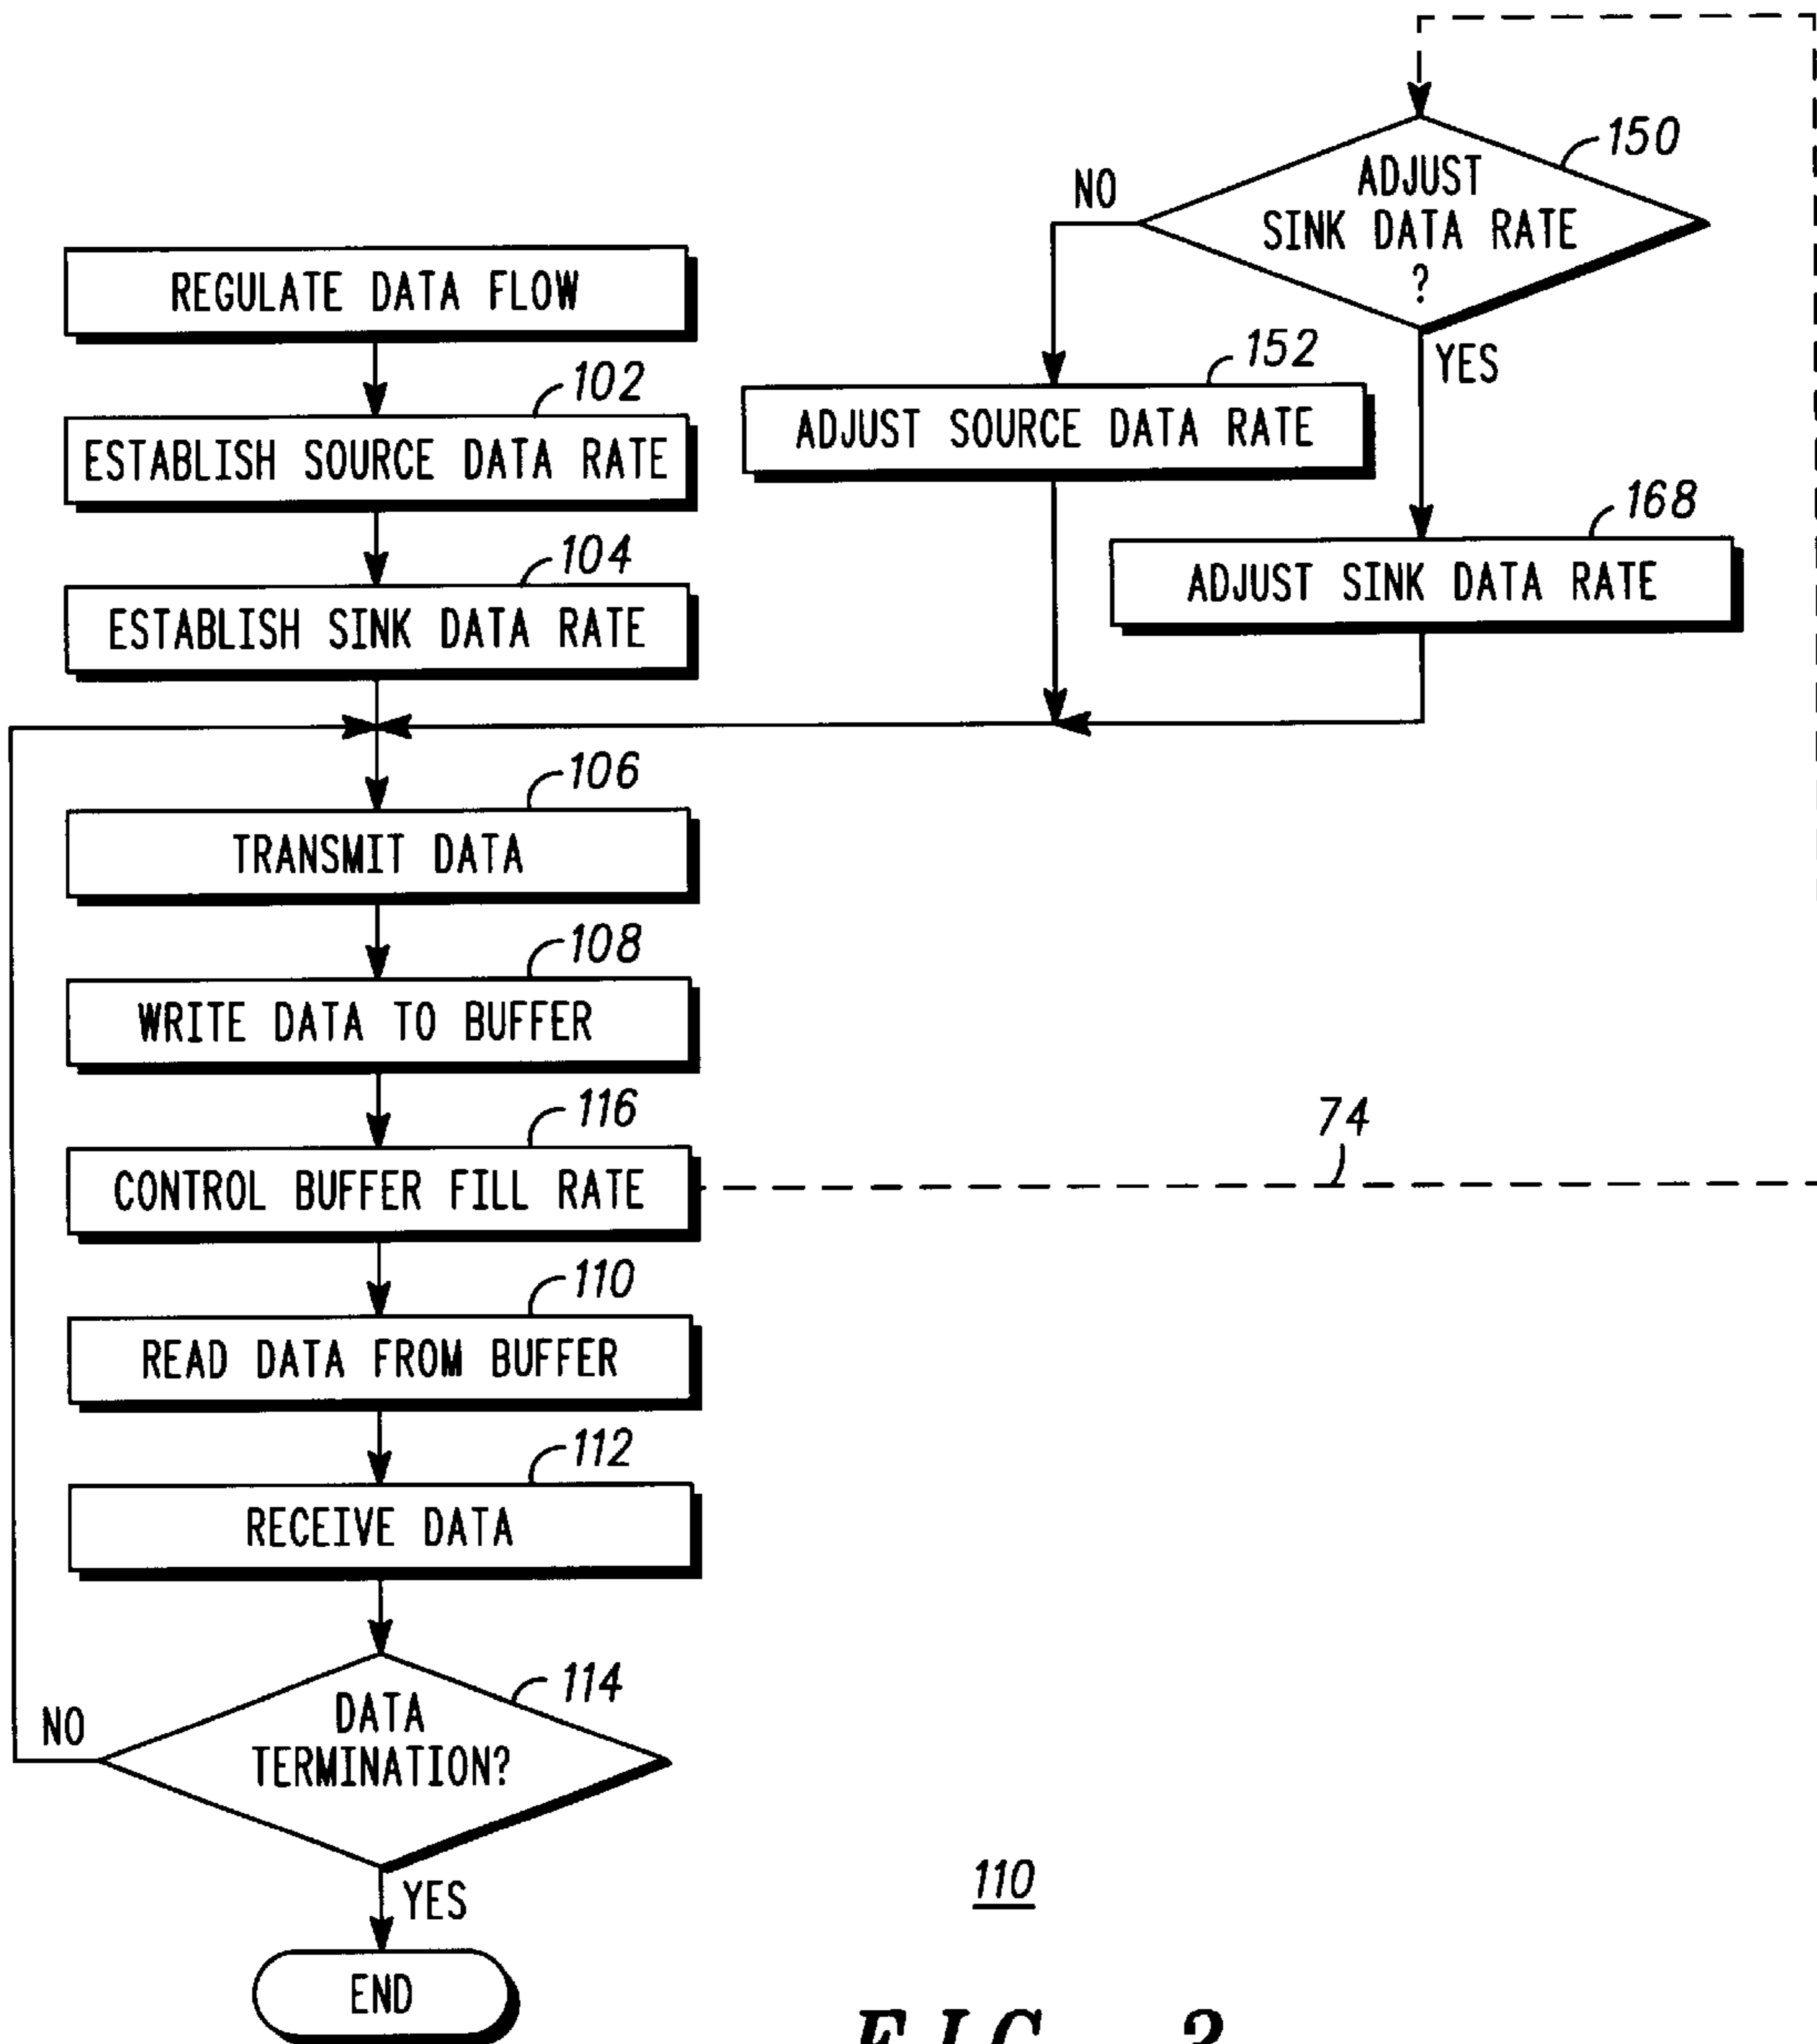 150
ADJUST
SINK DATA RATE
?
NO
YES
REGULATE DATA FLOW
102
ESTABLISH SOURCE DATA RATE
152
ADJUST SOURCE DATA RATE
168
ADJUST SINK DATA RATE
104
ESTABLISH SINK DATA RATE
106
TRANSMIT DATA
108
WRITE DATA TO BUFFER
116
CONTROL BUFFER FILL RATE
74
110
READ DATA FROM BUFFER
112
RECEIVE DATA
114
DATA
TERMINATION?
NO
YES
END
110
FIG. 2